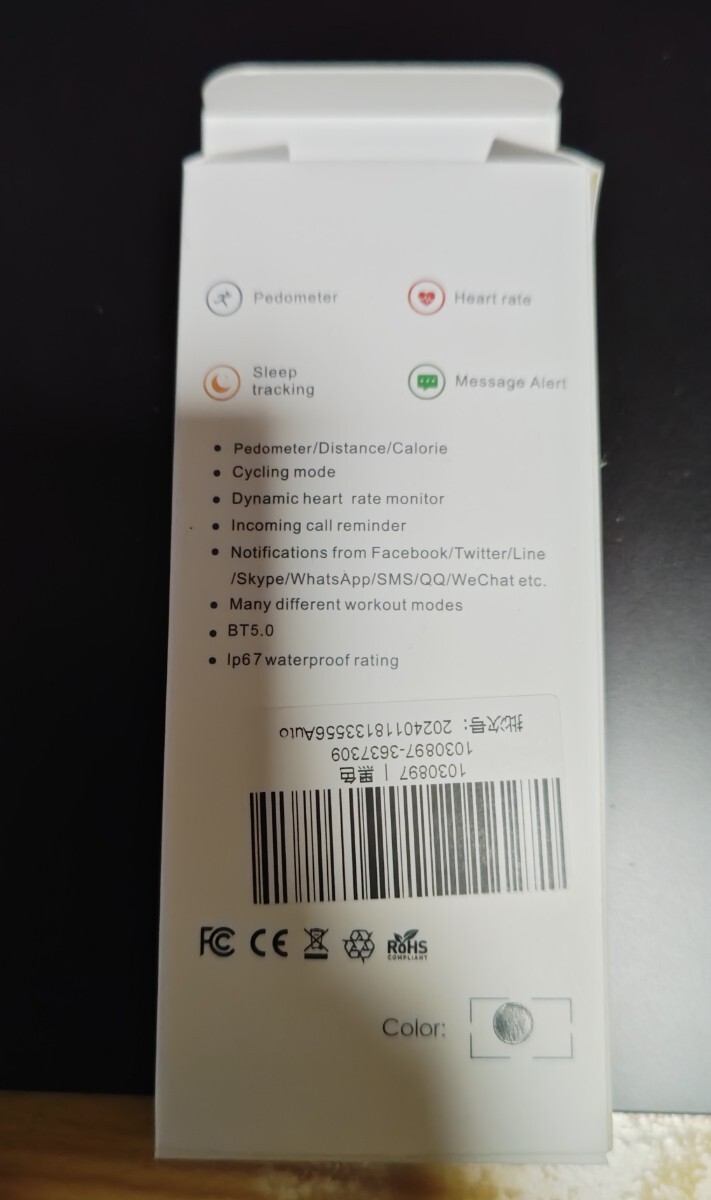 Pedometer
Heart rate
Sleep
tracking
Message Alert
• Pedometer/Distance/Calorie
• Cycling mode
• Dynamic heart rate monitor
• Incoming call reminder
• Notifications from Facebook/Twitter/Line
/Skype/WhatsApp/SMS/QQ/WeChat etc.
• Many different workout modes
• BT5.0
• Ip67 waterproof rating
1030897 | 黑色
1030897-3637309
批次号: 20240118133556Auto
FC CE RoHS
COMPLIANT
Color: